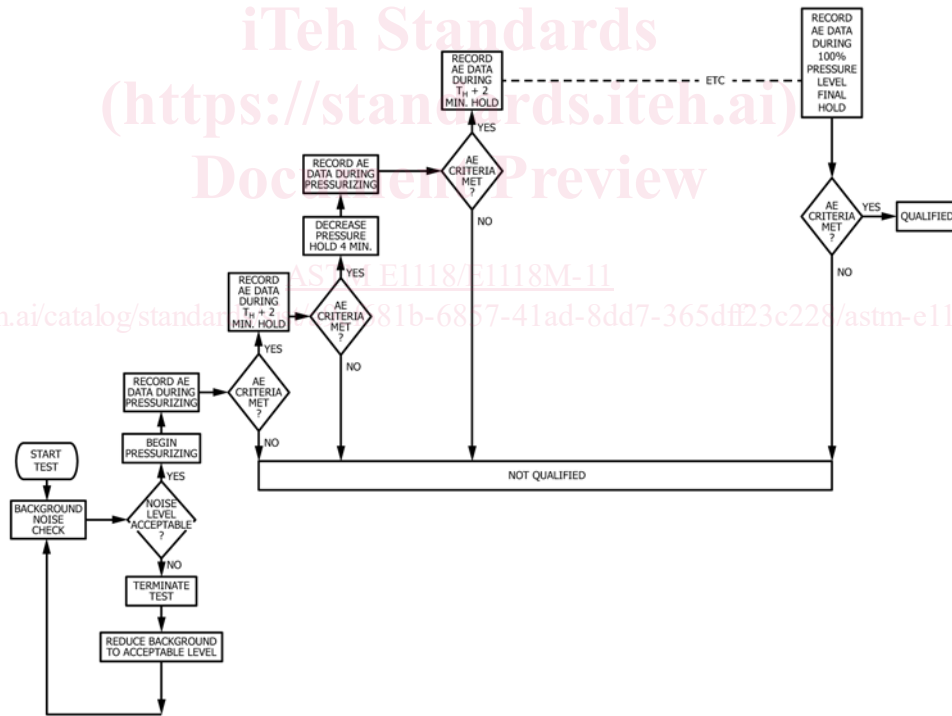 iTeh Standards
(https://standards.iteh.ai)
Document Preview
ASTM E1118/E1118M-11
RECORD
AE DATA
DURING
100%
PRESSURE
LEVEL
FINAL
HOLD
RECORD
AE DATA
DURING
TH + 2
MIN. HOLD
ETC
YES
AE
CRITERIA
MET
?
NO
RECORD AE
DATA DURING
PRESSURIZING
DECREASE
PRESSURE
HOLD 4 MIN.
YES
AE
CRITERIA
MET
?
NO
AE
CRITERIA
MET
?
YES
QUALIFIED
NO
RECORD
AE DATA
DURING
TH + 2
MIN. HOLD
YES
AE
CRITERIA
MET
?
NO
RECORD AE
DATA DURING
PRESSURIZING
BEGIN
PRESSURIZING
YES
START
TEST
BACKGROUND
NOISE
CHECK
NOISE
LEVEL
ACCEPTABLE
?
NO
TERMINATE
TEST
REDUCE BACKGROUND
TO ACCEPTABLE LEVEL
NOT QUALIFIED
81b-6857-41ad-8dd7-365dff23c228/astm-e11